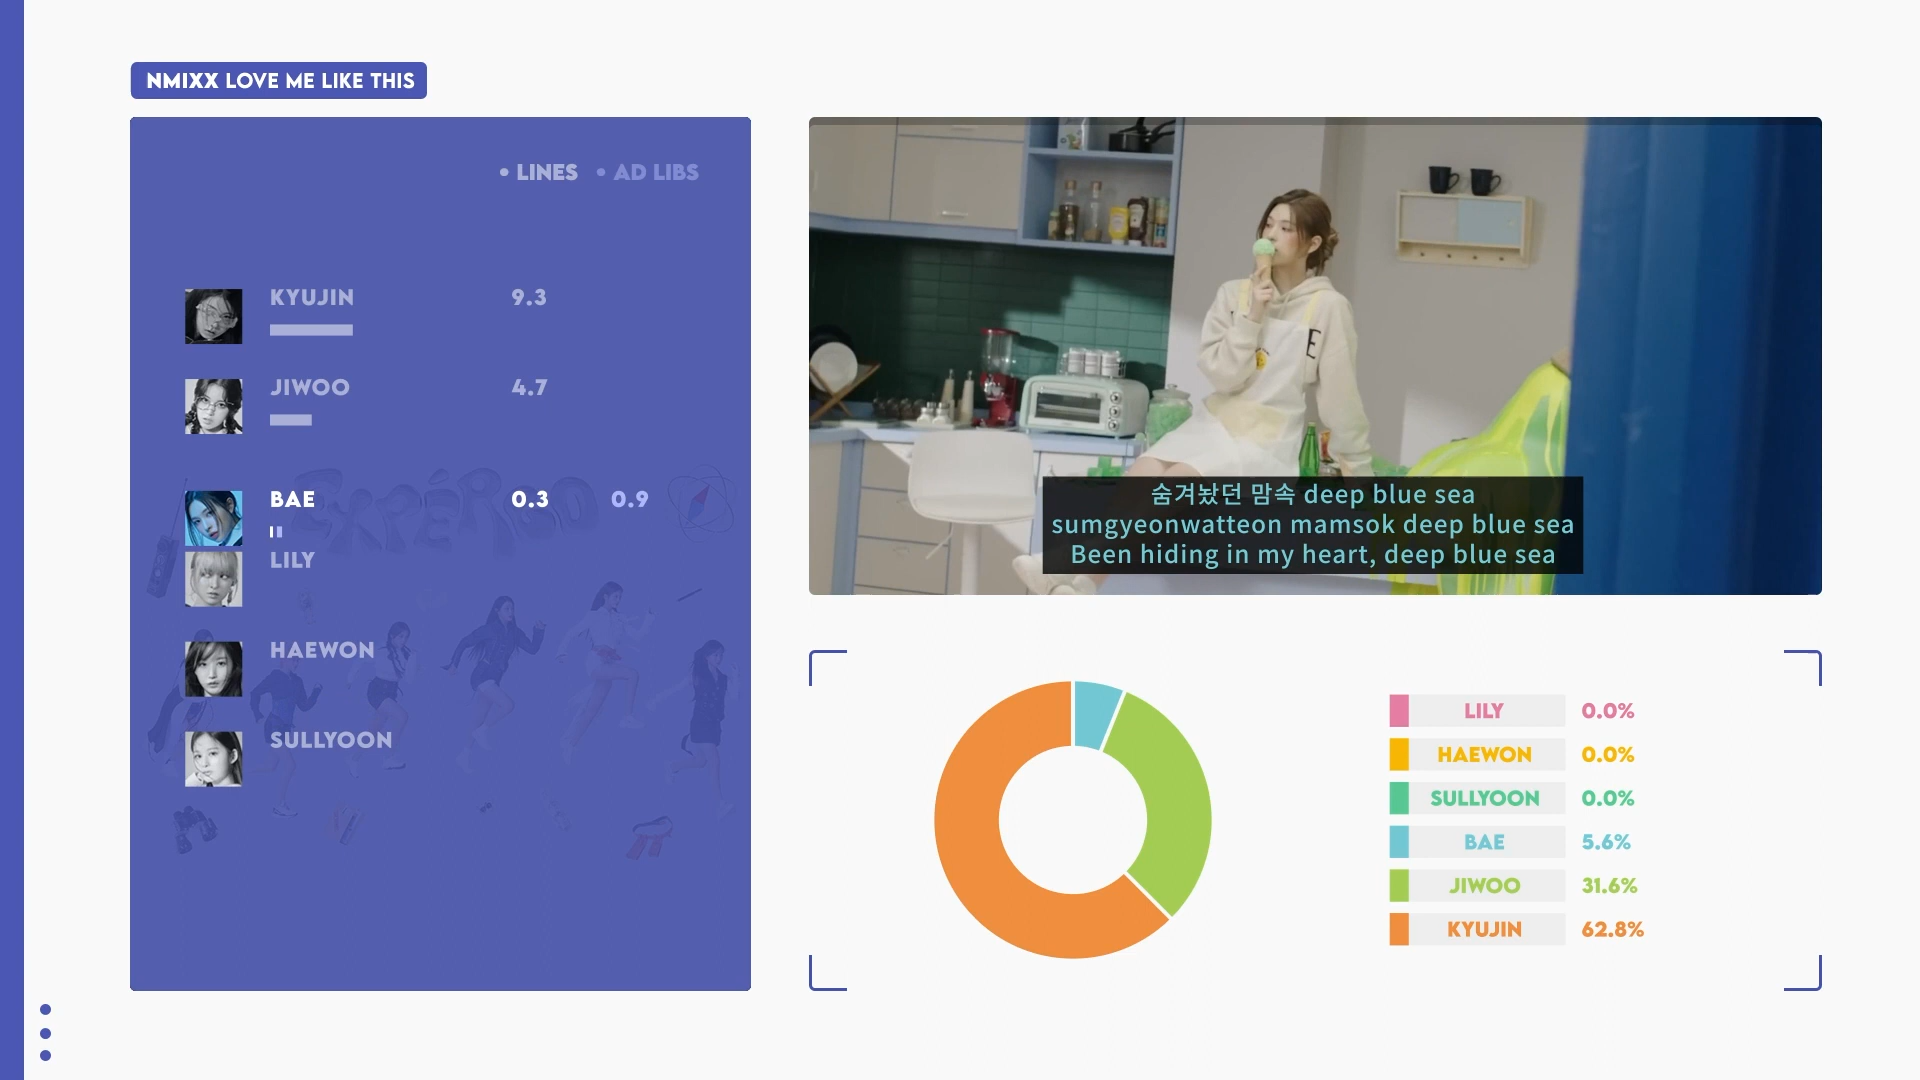 NMIXX LOVE ME LIKE THIS
• LINES • AD LIBS
KYUJIN 9.3
JIWOO 4.7
EXPÉRGO
BAE 0.3 0.9
LILY
HAEWON
SULLYOON
E
숨겨놨던 맘속 deep blue sea
sumgyeonwatteon mamsok deep blue sea
Been hiding in my heart, deep blue sea
LILY 0.0%
HAEWON 0.0%
SULLYOON 0.0%
BAE 5.6%
JIWOO 31.6%
KYUJIN 62.8%